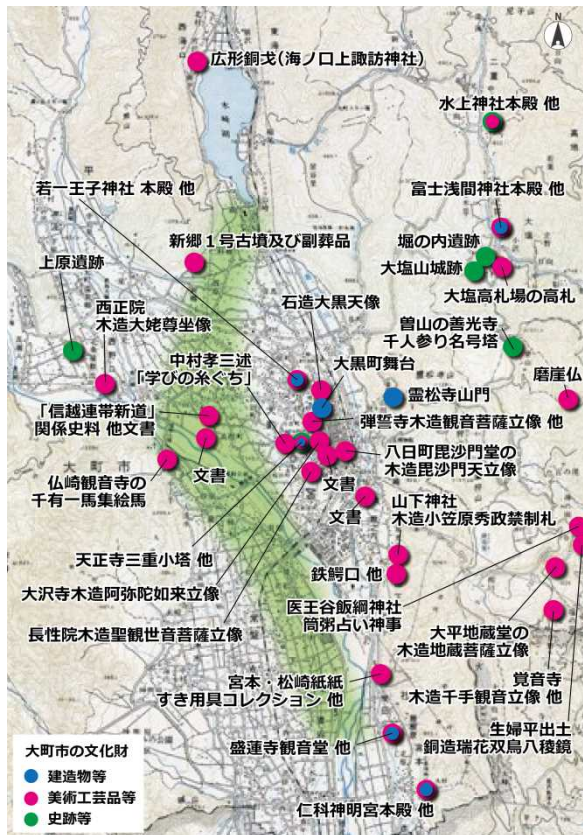 N
広形銅戈(海ノ口上諏訪神社)
木崎湖
水上神社本殿 他
若一王子神社 本殿 他
富士浅間神社本殿 他
新郷1号古墳及び副葬品
堀の内遺跡
上原遺跡
大塩山城跡
石造大黒天像
大塩高札場の高札
西正院
木造大姥尊坐像
曽山の善光寺
千人参り名号塔
中村孝三述
「学びの糸ぐち」
大黒町舞台
霊松寺山門
磨崖仏
「信越連帯新道」
関係史料 他文書
弾誓寺木造観音菩薩立像 他
大町市
文書
八日町毘沙門堂の
木造毘沙門天立像
仏崎観音寺の
千有一馬集絵馬
文書
文書
山下神社
木造小笠原秀政禁制札
天正寺三重小塔 他
鉄鰐口 他
大沢寺木造阿弥陀如来立像
医王谷飯綱神社
筒粥占い神事
長性院木造聖観世音菩薩立像
大平地蔵堂の
木造地蔵菩薩立像
宮本・松崎紙紙
すき用具コレクション 他
覚音寺
木造千手観音立像 他
盛蓮寺観音堂 他
生婦平出土
銅造瑞花双鳥八稜鏡
仁科神明宮本殿 他
大町市の文化財
建造物等
美術工芸品等
史跡等